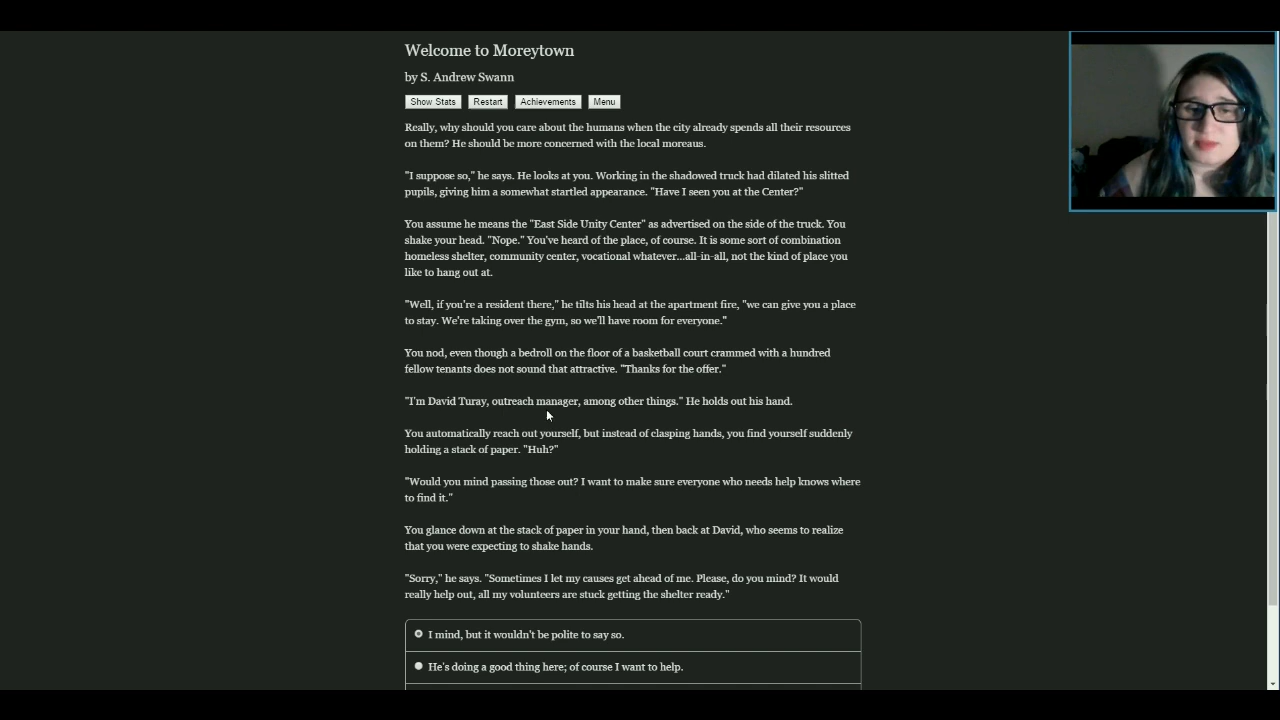 Welcome to Moreytown
by S. Andrew Swann
Show Stats Restart Achievements Menu
Really, why should you care about the humans when the city already spends all their resources
on them? He should be more concerned with the local moreaus.
"I suppose so," he says. He looks at you. Working in the shadowed truck had dilated his slitted
pupils, giving him a somewhat startled appearance. "Have I seen you at the Center?"
You assume he means the "East Side Unity Center" as advertised on the side of the truck. You
shake your head. "Nope." You've heard of the place, of course. It is some sort of combination
homeless shelter, community center, vocational whatever...all-in-all, not the kind of place you
like to hang out at.
"Well, if you're a resident there," he tilts his head at the apartment fire, "we can give you a place
to stay. We're taking over the gym, so we'll have room for everyone."
You nod, even though a bedroll on the floor of a basketball court crammed with a hundred
fellow tenants does not sound that attractive. "Thanks for the offer."
"I'm David Turay, outreach manager, among other things." He holds out his hand.
You automatically reach out yourself, but instead of clasping hands, you find yourself suddenly
holding a stack of paper. "Huh?"
"Would you mind passing those out? I want to make sure everyone who needs help knows where
to find it."
You glance down at the stack of paper in your hand, then back at David, who seems to realize
that you were expecting to shake hands.
"Sorry," he says. "Sometimes I let my causes get ahead of me. Please, do you mind? It would
really help out, all my volunteers are stuck getting the shelter ready."
I mind, but it wouldn't be polite to say so.
He's doing a good thing here; of course I want to help.